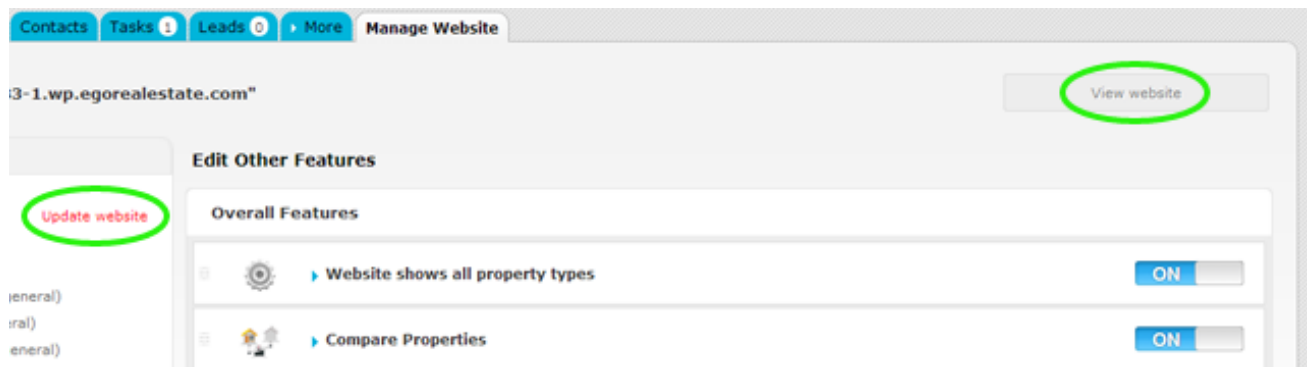 Contacts Tasks 1 Leads 0 More Manage Website
3-1.wp.egorealestate.com"
View website
Edit Other Features
Update website
Overall Features
Website shows all property types ON
eneral)
ral)
eneral)
Compare Properties ON